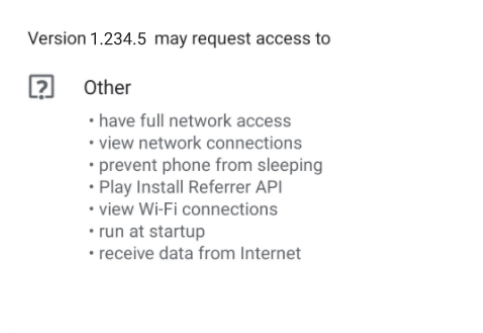 Version 1.234.5 may request access to
Other
• have full network access
• view network connections
• prevent phone from sleeping
• Play Install Referrer API
• view Wi-Fi connections
• run at startup
• receive data from Internet